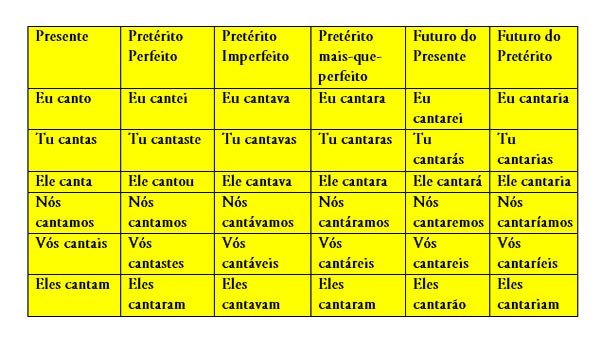 Presente
Pretérito
Perfeito
Pretérito
Imperfeito
Pretérito
mais-que-
perfeito
Futuro do
Presente
Futuro do
Pretérito
Eu canto
Eu cantei
Eu cantava
Eu cantara
Eu
cantarei
Eu cantaria
Tu cantas
Tu cantaste
Tu cantavas
Tu cantaras
Tu
cantarás
Tu
cantarias
Ele canta
Ele cantou
Ele cantava
Ele cantara
Ele cantará
Ele cantaria
Nós
cantamos
Nós
cantamos
Nós
cantávamos
Nós
cantáramos
Nós
cantaremos
Nós
cantaríamos
Vós cantais
Vós
cantastes
Vós
cantáveis
Vós
cantáreis
Vós
cantareis
Vós
cantaríeis
Eles cantam
Eles
cantaram
Eles
cantavam
Eles
cantaram
Eles
cantarão
Eles
cantariam